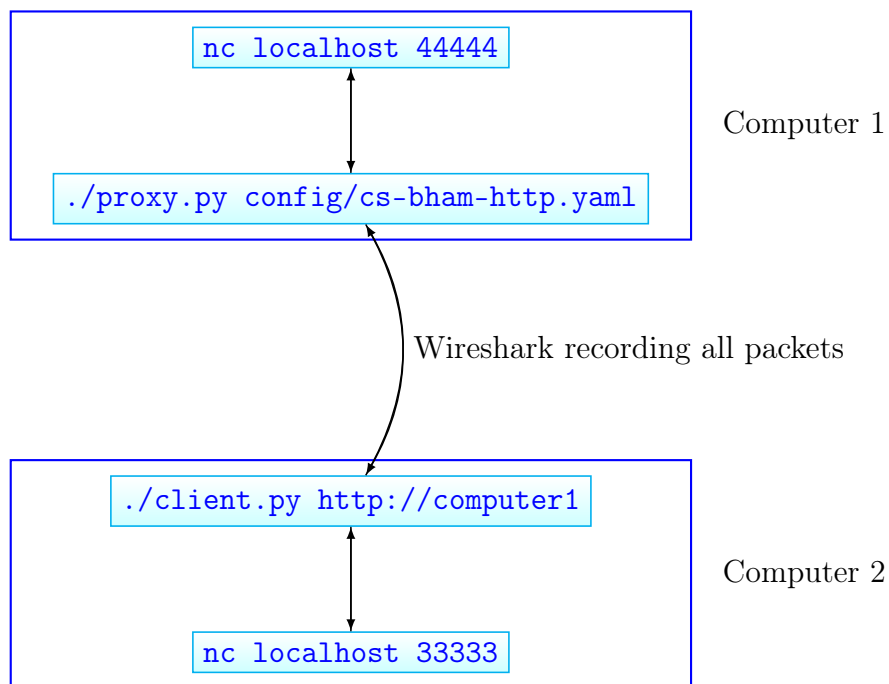 nc localhost 44444
Computer 1
./proxy.py config/cs-bham-http.yaml
Wireshark recording all packets
./client.py http://computer1
Computer 2
nc localhost 33333